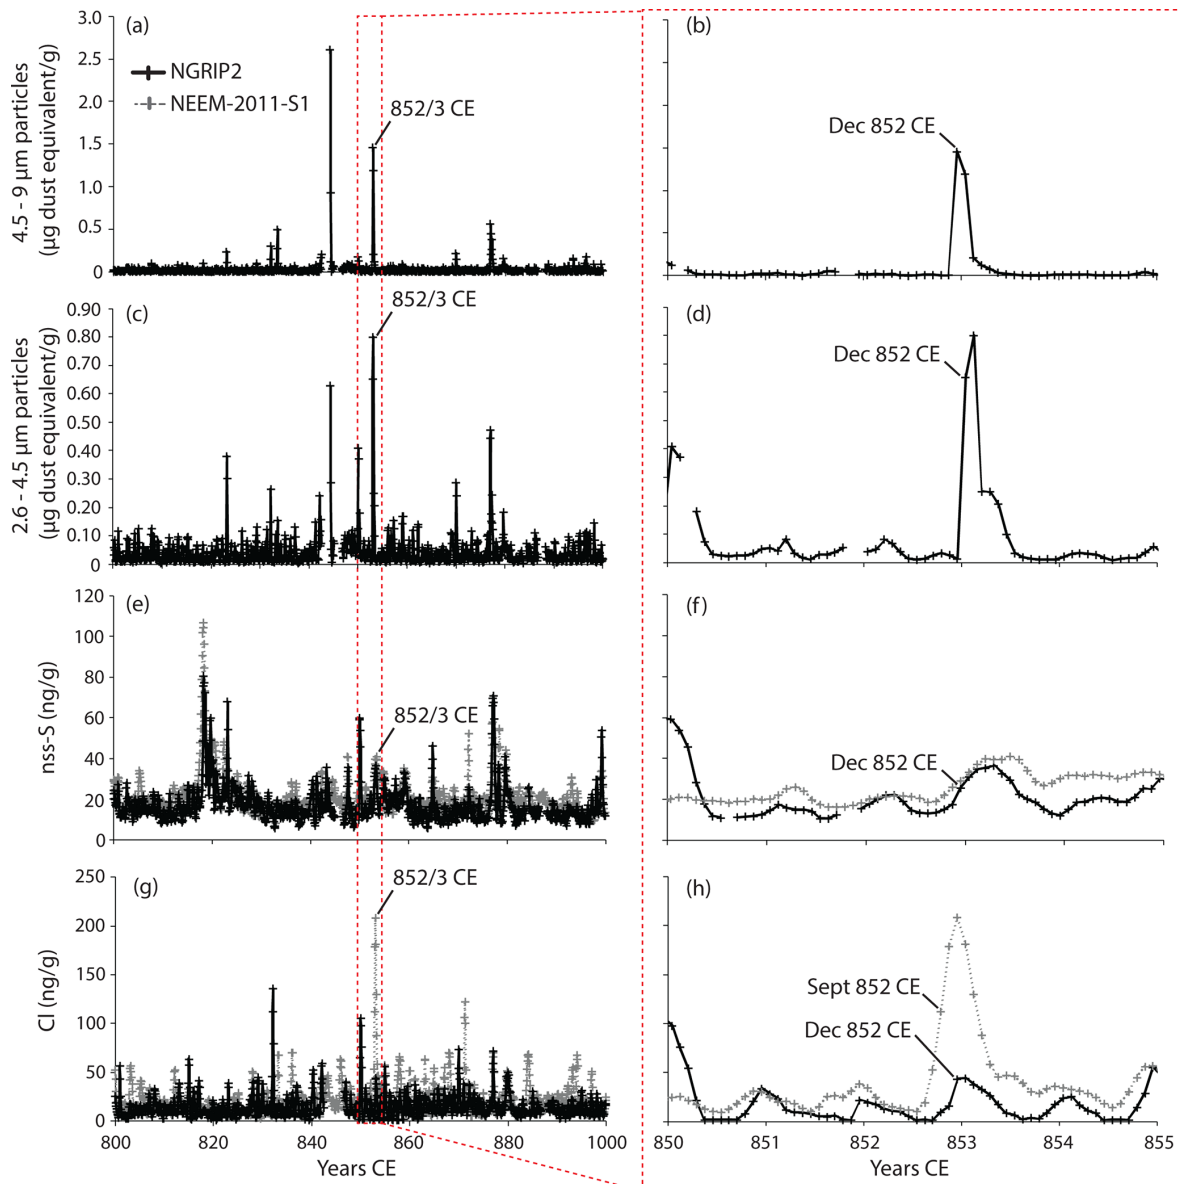 (a)
4.5 - 9 µm particles
(µg dust equivalent/g)
3.0
2.5
2.0
1.5
1.0
0.5
0
NGRIP2
NEEM-2011-S1
852/3 CE
(b)
Dec 852 CE
(c)
2.6 - 4.5 µm particles
(µg dust equivalent/g)
0.90
0.80
0.70
0.60
0.50
0.40
0.30
0.20
0.10
0
852/3 CE
(d)
Dec 852 CE
(e)
nss-S (ng/g)
120
100
80
60
40
20
0
852/3 CE
(f)
Dec 852 CE
(g)
Cl (ng/g)
250
200
150
100
50
0
852/3 CE
800 820 840 860 880 1000
Years CE
(h)
Sept 852 CE
Dec 852 CE
850 851 852 853 854 855
Years CE